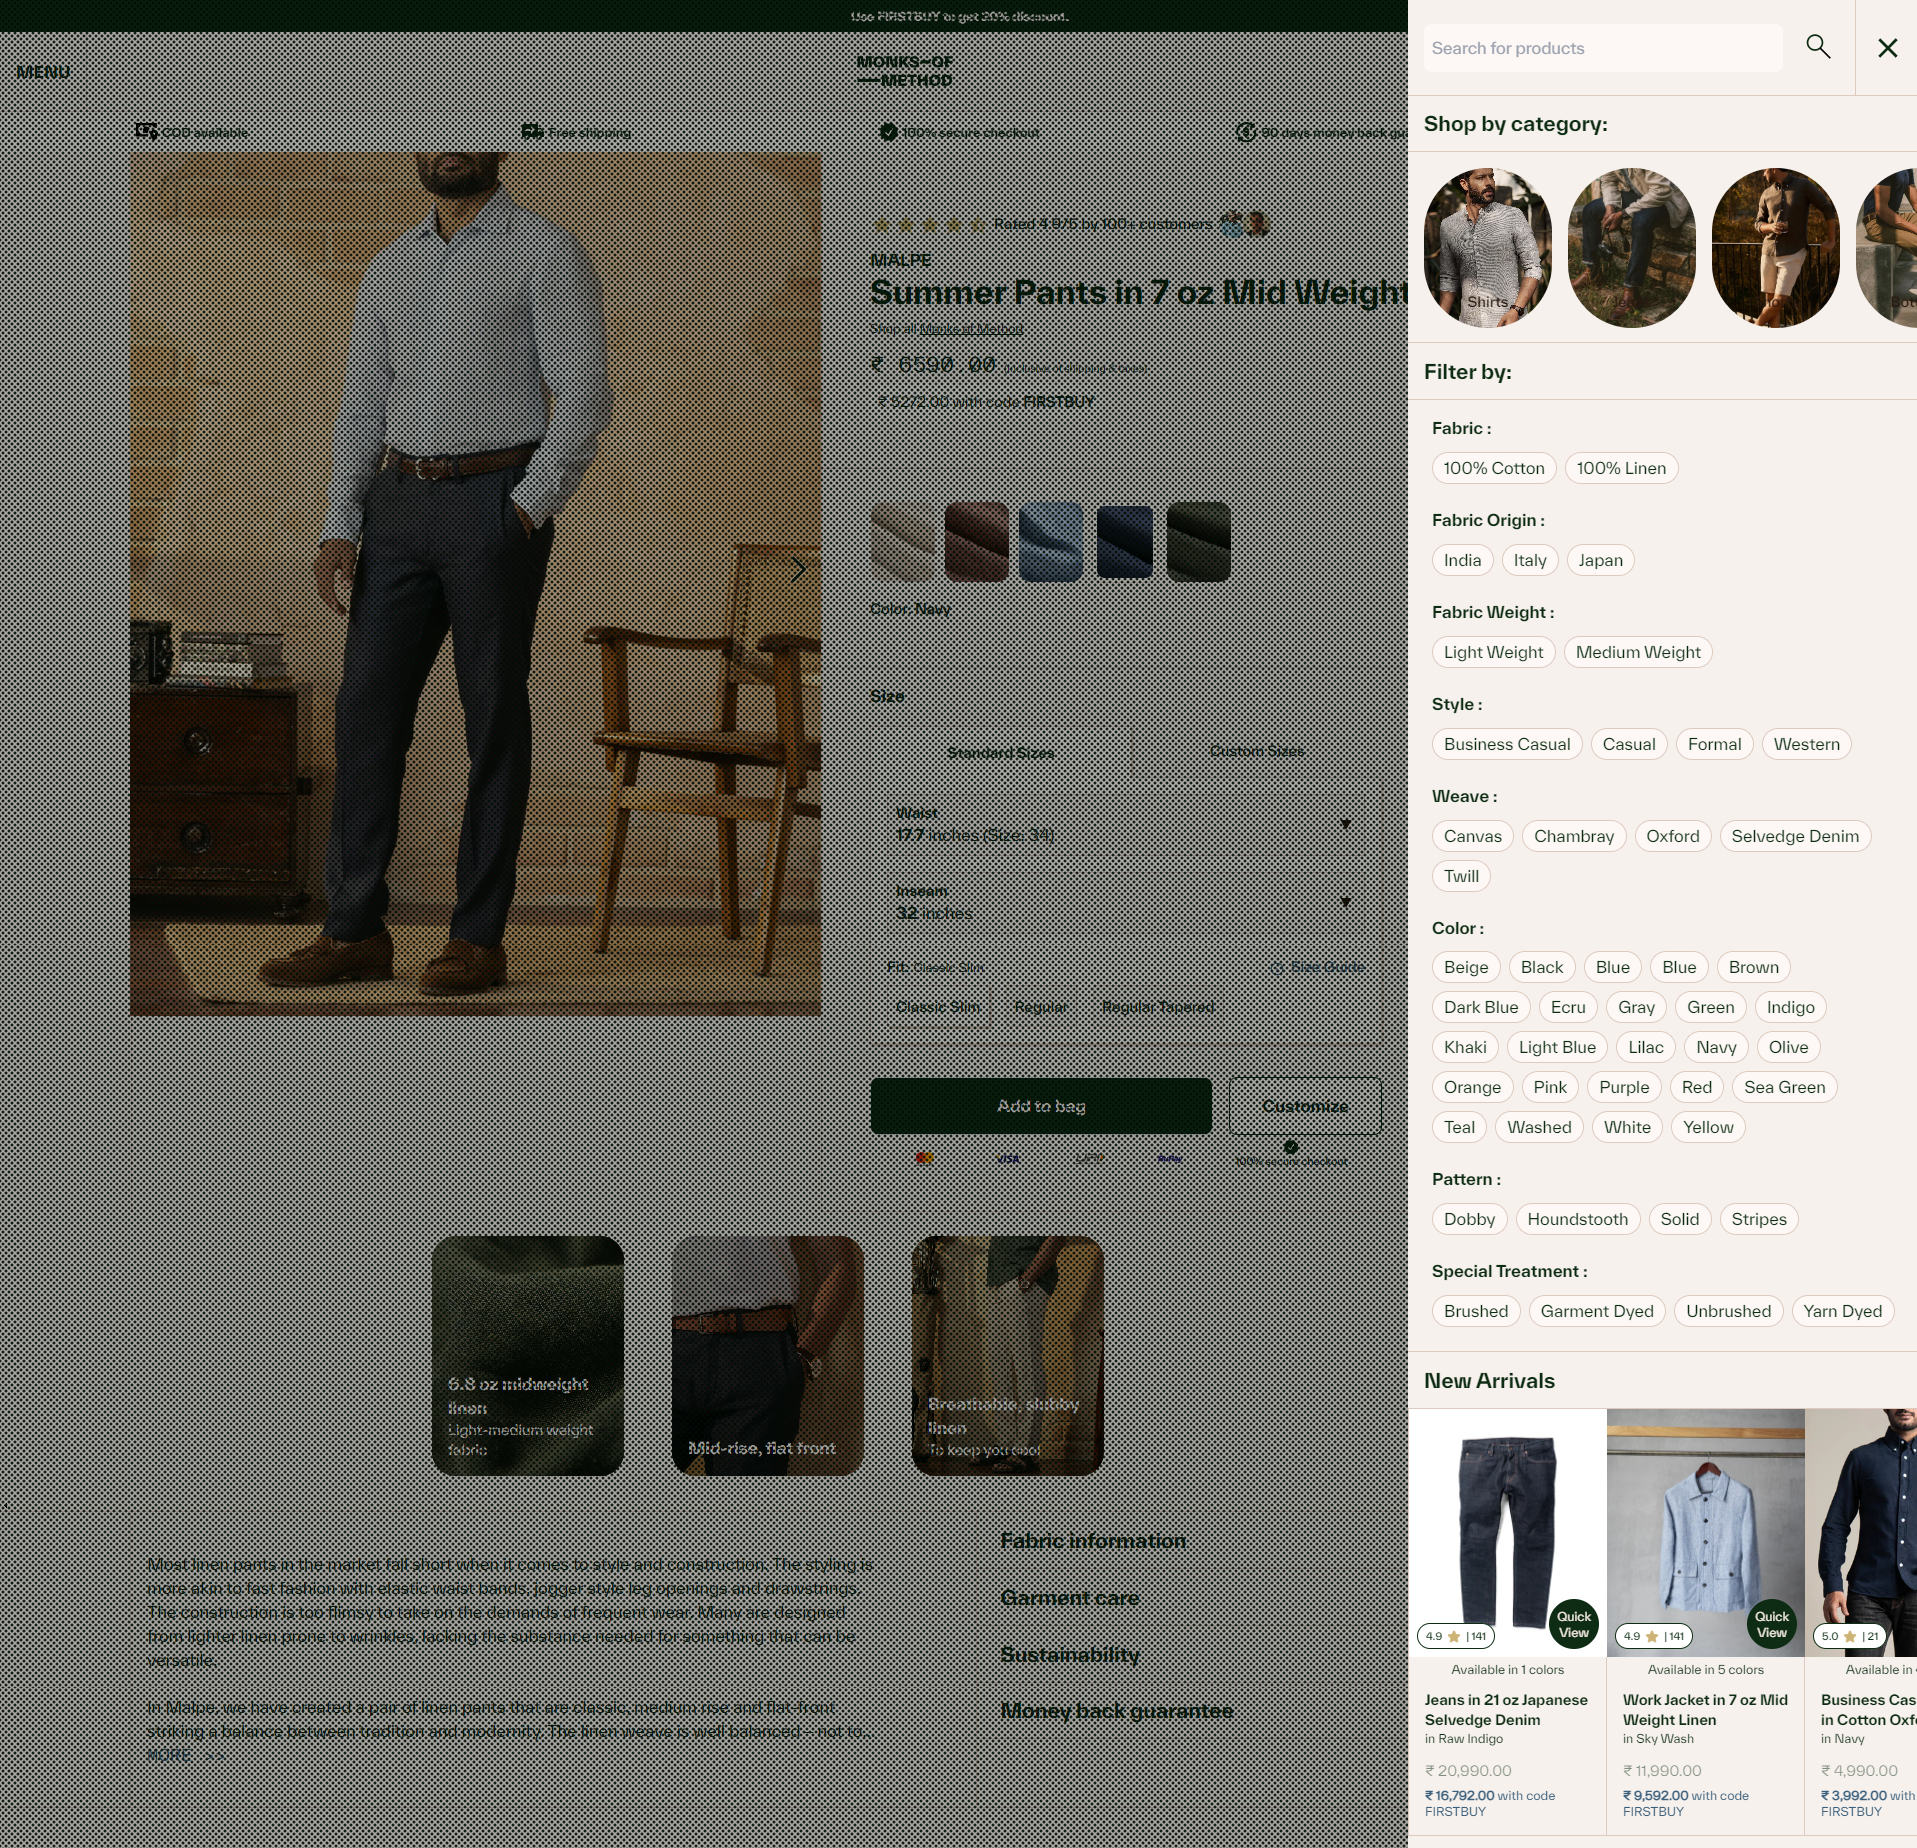 Use FIRSTBUY to get 20% discount.
MENU
MONKS—OF
—METHOD
COD available
Free shipping
100% secure checkout
90 days money back gu
Rated 4.9/5 by 100+ customers
MALPE
Summer Pants in 7 oz Mid Weight
Shop all Monks of Method
₹ 6590.00 (inclusive of shipping & taxes)
₹ 5272.00 with code FIRSTBUY
Color: Navy
Size
Standard Sizes
Custom Sizes
Waist
17.7 inches (Size: 34)
Inseam
32 inches
Fit: Classic Slim
Size Guide
Classic Slim
Regular
Regular Tapered
Add to bag
Customize
VISA
UPI
RuPay
100% secure checkout
6.8 oz midweight
linen
Light-medium weight
fabric
Mid-rise, flat front
Breathable, slubby
linen
To keep you cool
Most linen pants in the market fall short when it comes to style and construction. The styling is
more akin to fast fashion with elastic waist bands, jogger style leg openings and drawstrings.
The construction is too flimsy to take on the demands of frequent wear. Many are designed
from lighter linen prone to wrinkles, lacking the substance needed for something that can be
versatile.
In Malpe, we have created a pair of linen pants that are classic, medium rise and flat-front
striking a balance between tradition and modernity. The linen weave is well balanced – not to..
MORE >>
Fabric information
Garment care
Sustainability
Money back guarantee
Search for products
Shop by category:
Shirts
Filter by:
Fabric :
100% Cotton
100% Linen
Fabric Origin :
India
Italy
Japan
Fabric Weight :
Light Weight
Medium Weight
Style :
Business Casual
Casual
Formal
Western
Weave :
Canvas
Chambray
Oxford
Selvedge Denim
Twill
Color :
Beige
Black
Blue
Blue
Brown
Dark Blue
Ecru
Gray
Green
Indigo
Khaki
Light Blue
Lilac
Navy
Olive
Orange
Pink
Purple
Red
Sea Green
Teal
Washed
White
Yellow
Pattern :
Dobby
Houndstooth
Solid
Stripes
Special Treatment :
Brushed
Garment Dyed
Unbrushed
Yarn Dyed
New Arrivals
4.9 | 141
Quick
View
Available in 1 colors
Jeans in 21 oz Japanese
Selvedge Denim
in Raw Indigo
₹ 20,990.00
₹ 16,792.00 with code
FIRSTBUY
4.9 | 141
Quick
View
Available in 5 colors
Work Jacket in 7 oz Mid
Weight Linen
in Sky Wash
₹ 11,990.00
₹ 9,592.00 with code
FIRSTBUY
5.0 | 21
Available in
Business Cas
in Cotton Oxf
in Navy
₹ 4,990.00
₹ 3,992.00 with
FIRSTBUY